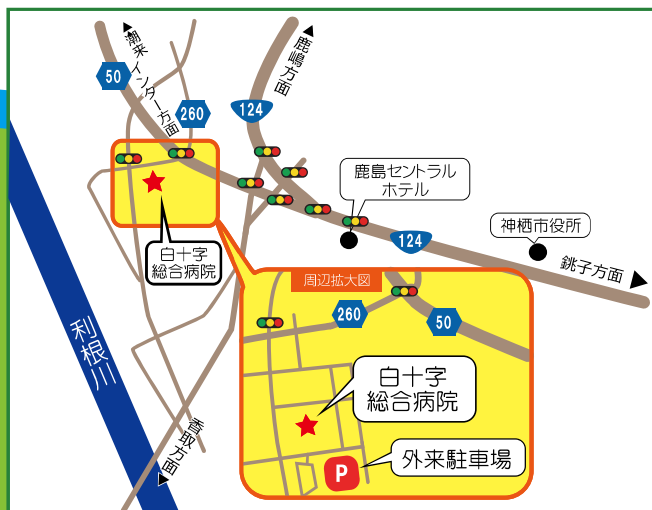 潮来インター方面
鹿嶋方面
50
260
124
鹿島セントラル
ホテル
神栖市役所
124
銚子方面
白十字
総合病院
周辺拡大図
260
50
利根川
白十字
総合病院
香取方面
外来駐車場
P